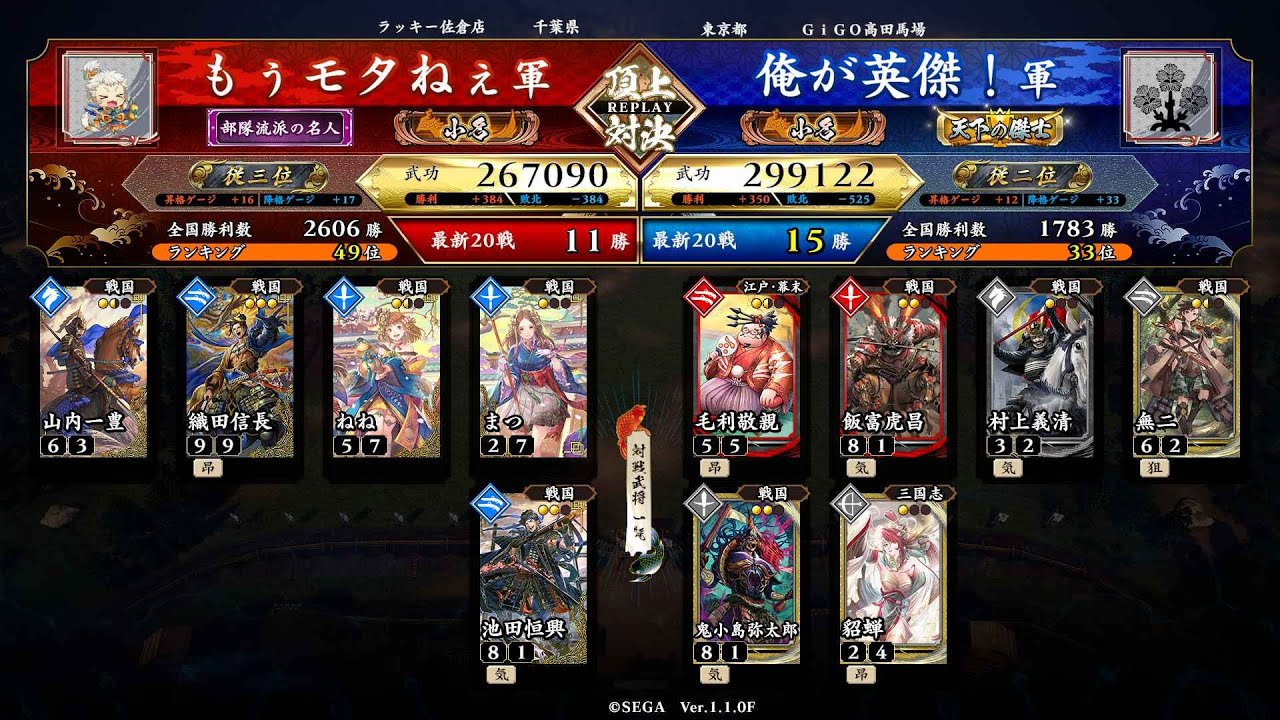 ラッキー佐倉店 千葉県
東京都 GiGO高田馬場
もぅモタねぇ軍
頂上
REPLAY
対決
俺が英傑!軍
部隊流派の名人
小名
小名
天下の傑士
従三位
武功 267090
武功 299122
従二位
昇格ゲージ +16 降格ゲージ +17
勝利 +384 敗北 -384
勝利 +350 敗北 -525
昇格ゲージ +12 降格ゲージ +33
全国勝利数 2606勝
ランキング 49位
最新20戦 11勝
最新20戦 15勝
全国勝利数 1783勝
ランキング 33位
戦国
山内一豊
6 3
戦国
織田信長
9 9
昂
戦国
ねね
5 7
戦国
まつ
2 7
戦国
池田恒興
8 1
気
対戦武将一覧
江戸・幕末
毛利敬親
5 5
昂
戦国
飯富虎昌
8 1
気
戦国
村上義清
3 2
気
戦国
無二
6 2
狙
戦国
鬼小島弥太郎
8 1
気
三国志
貂蝉
2 4
昂
©SEGA Ver.1.1.0F